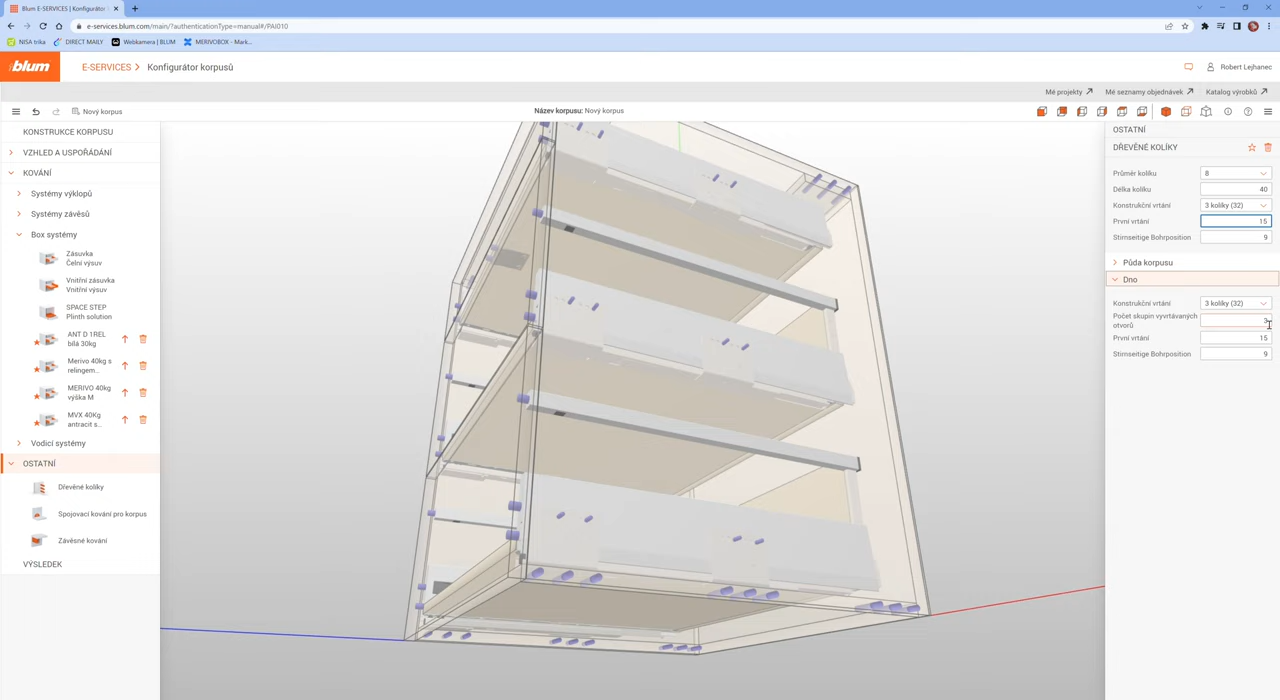 Blum E-SERVICES | Konfigurátor k
e-services.blum.com/main/?authenticationType=manual#/PAI010
NISA trika
DIRECT MAILY
Webkamera | BLUM
MERIVOBOX - Mark...
blum
E-SERVICES
Konfigurátor korpusů
Robert Lejhanec
Mé projekty
Mé seznamy objednávek
Katalog výrobků
Nový korpus
Název korpusu: Nový korpus
KONSTRUKCE KORPUSU
VZHLED A USPOŘÁDÁNÍ
KOVÁNÍ
Systémy výklopů
Systémy závěsů
Box systémy
Zásuvka
Čelní výsuv
Vnitřní zásuvka
Vnitřní výsuv
SPACE STEP
Plinth solution
ANT D 1REL
bílá 30kg
Merivo 40kg s
relingem...
MERIVO 40kg
výška M
MVX 40Kg
antracit s...
Vodicí systémy
OSTATNÍ
Dřevěné kolíky
Spojovací kování pro korpus
Závěsné kování
VÝSLEDEK
OSTATNÍ
DŘEVĚNÉ KOLÍKY
Průměr kolíku 8
Délka kolíku 40
Konstrukční vrtání 3 kolíky (32)
První vrtání 15
Stirnseitige Bohrposition 9
Půda korpusu
Dno
Konstrukční vrtání 3 kolíky (32)
Počet skupin vyvrtávaných
otvorů 3
První vrtání 15
Stirnseitige Bohrposition 9